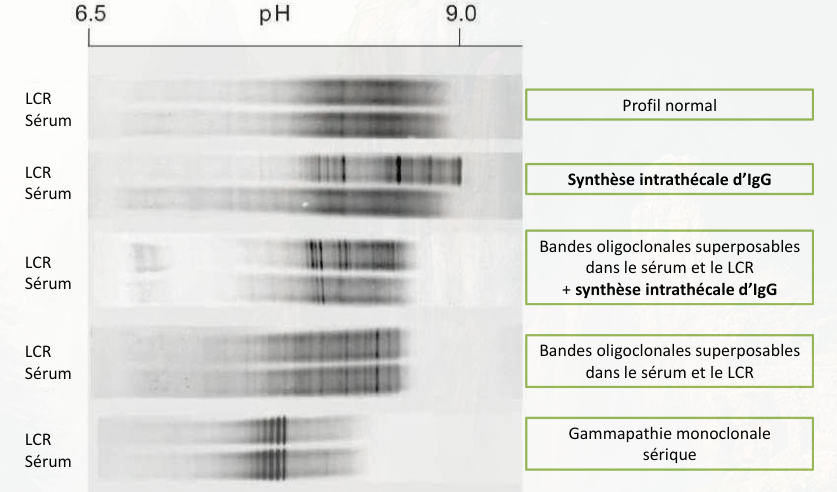 6.5 pH 9.0
LCR
Sérum
Profil normal
LCR
Sérum
Synthèse intrathécale d'IgG
LCR
Sérum
Bandes oligoclonales superposables
dans le sérum et le LCR
+ synthèse intrathécale d'IgG
LCR
Sérum
Bandes oligoclonales superposables
dans le sérum et le LCR
LCR
Sérum
Gammapathie monoclonale
sérique